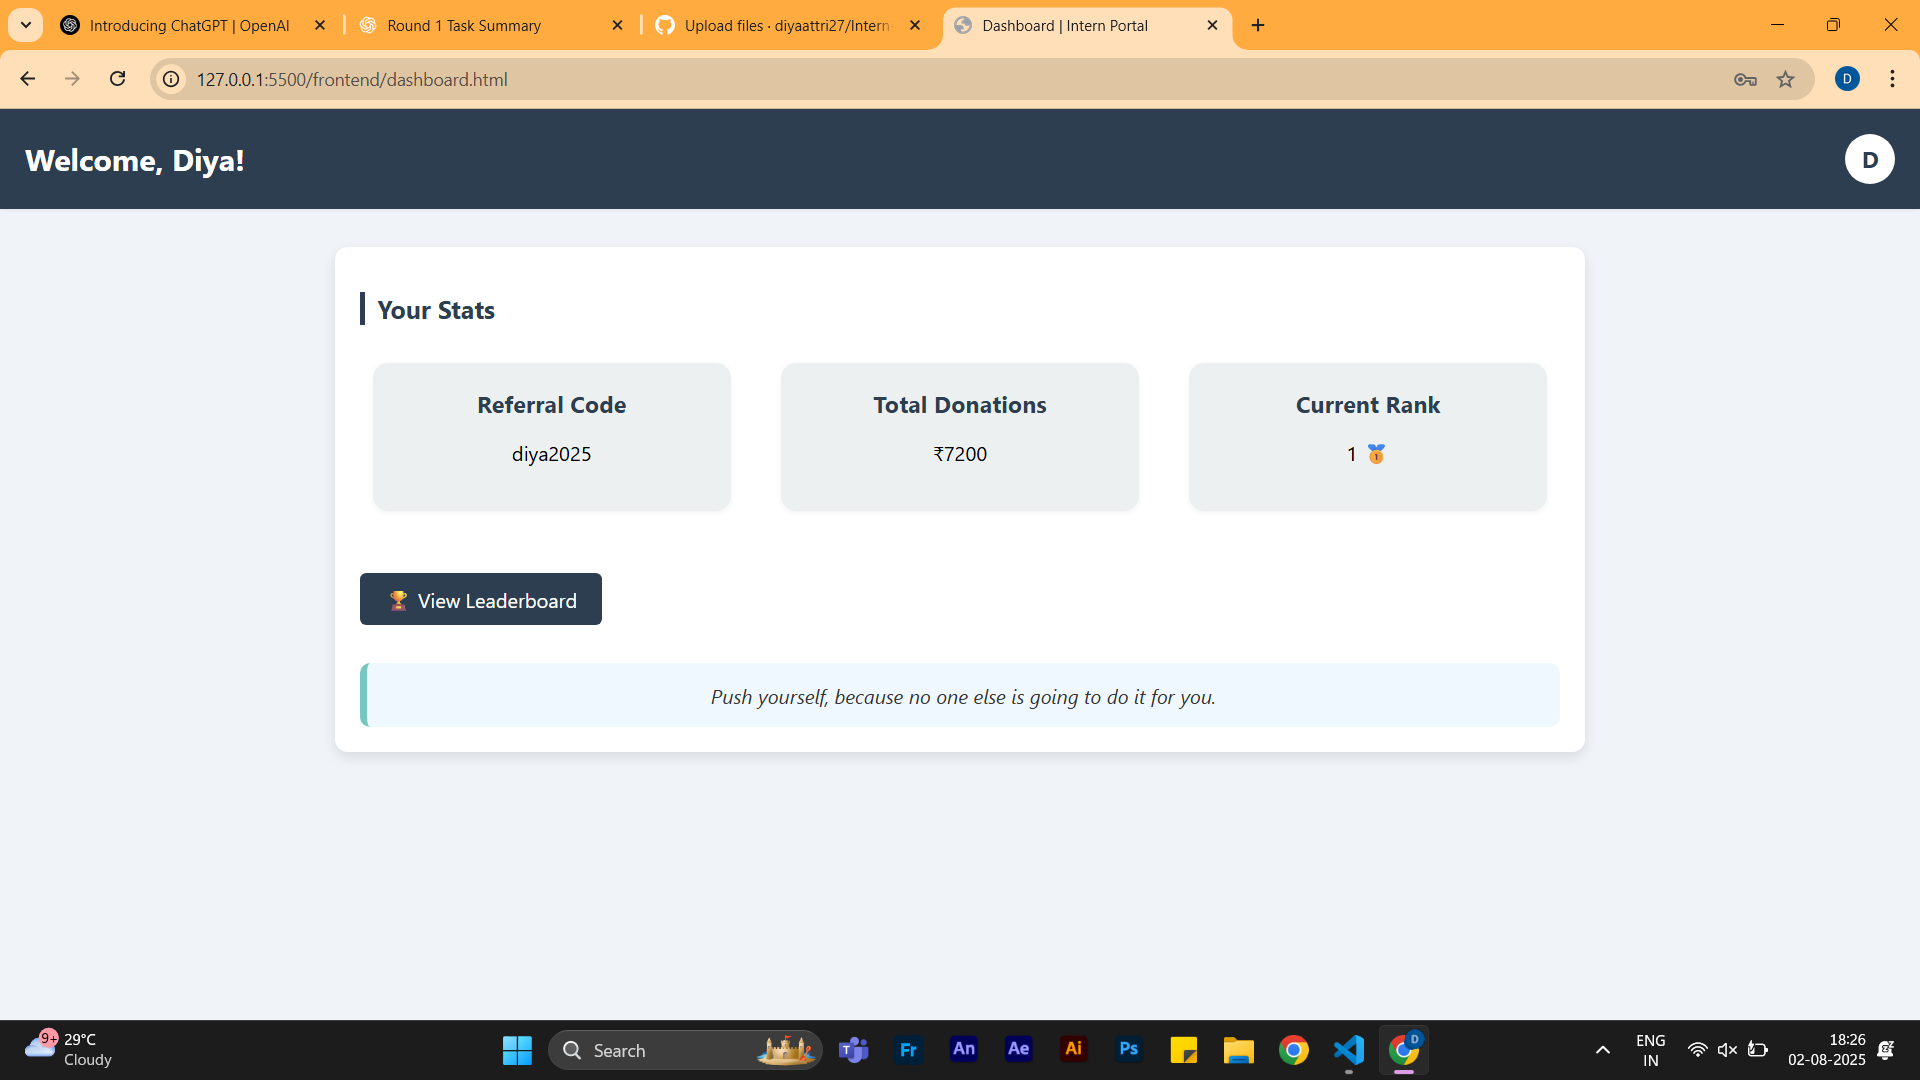 Introducing ChatGPT | OpenAI
Round 1 Task Summary
Upload files · diyaattri27/Intern-
Dashboard | Intern Portal
127.0.0.1:5500/frontend/dashboard.html
D
Welcome, Diya!
D
Your Stats
Referral Code
diya2025
Total Donations
₹7200
Current Rank
1 🥇
🏆 View Leaderboard
Push yourself, because no one else is going to do it for you.
9+
29°C
Cloudy
Search
T
Fr
An
Ae
Ai
Ps
D
ENG
IN
18:26
02-08-2025